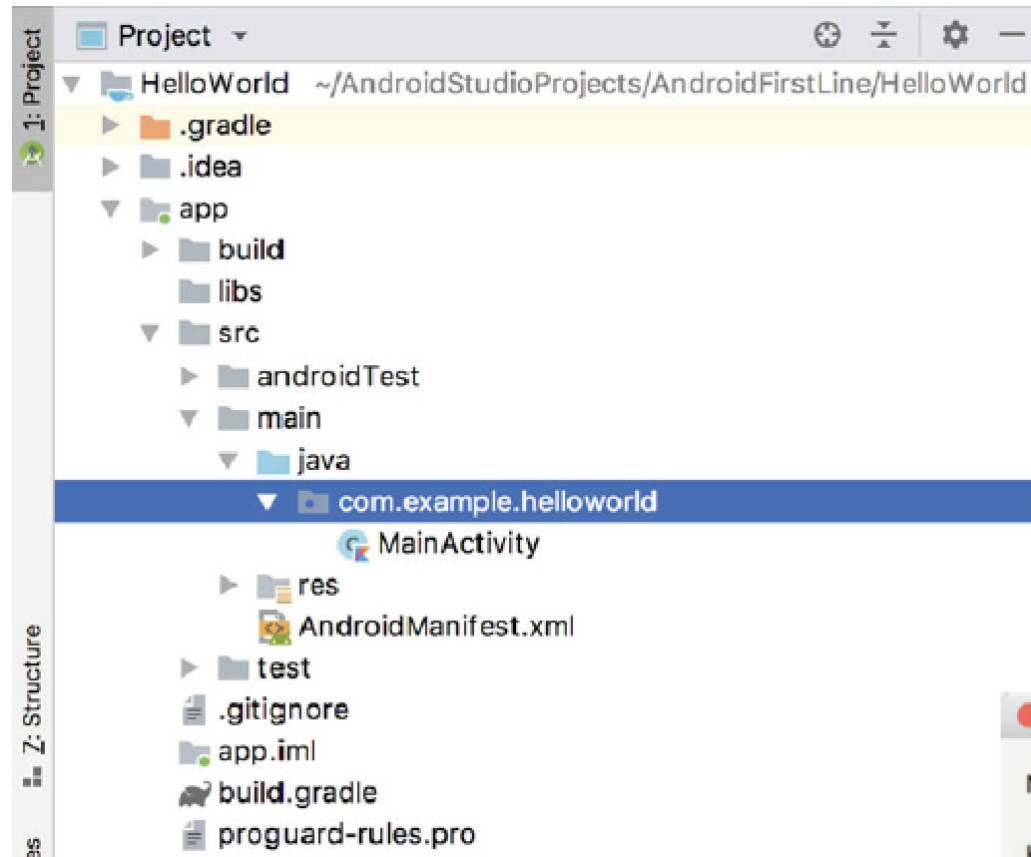 1: Project
Project
HelloWorld ~/AndroidStudioProjects/AndroidFirstLine/HelloWorld
.gradle
.idea
app
build
libs
src
androidTest
main
java
com.example.helloworld
MainActivity
res
AndroidManifest.xml
test
.gitignore
app.iml
build.gradle
proguard-rules.pro
Z: Structure